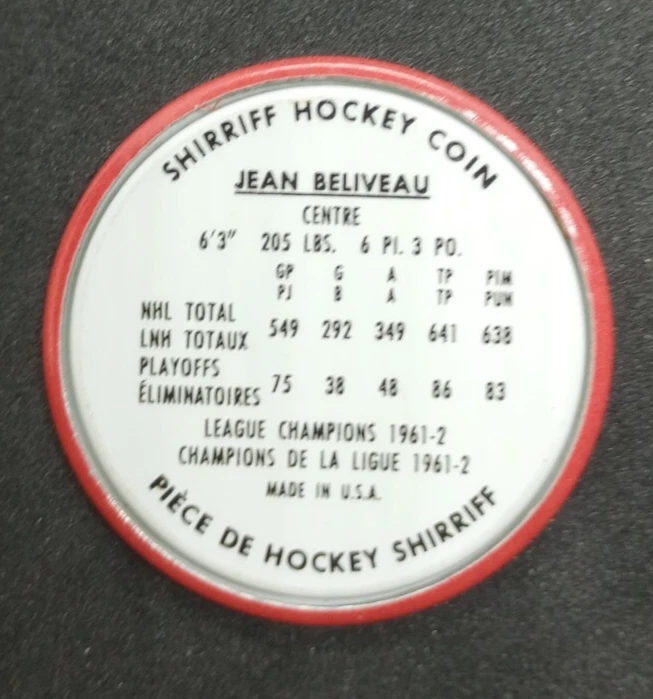 SHIRRIFF HOCKEY COIN
JEAN BELIVEAU
CENTRE
6'3" 205 LBS. 6 PI. 3 PO.
GP G A TP PIM
PJ B A TP PUN
NHL TOTAL
LNH TOTAUX 549 292 349 641 638
PLAYOFFS
ÉLIMINATOIRES 75 38 48 86 83
LEAGUE CHAMPIONS 1961-2
CHAMPIONS DE LA LIGUE 1961-2
MADE IN U.S.A.
PIÈCE DE HOCKEY SHIRRIFF